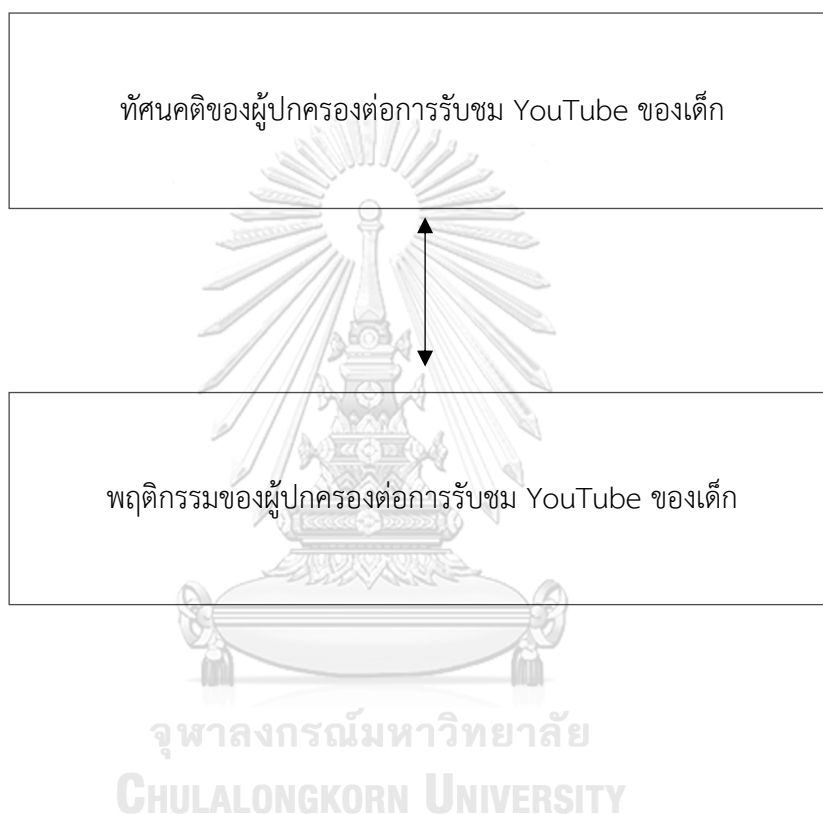 ทัศนคติของผู้ปกครองต่อการรับชม YouTube ของเด็ก
พฤติกรรมของผู้ปกครองต่อการรับชม YouTube ของเด็ก
จุฬาลงกรณ์มหาวิทยาลัย
CHULALONGKORN UNIVERSITY